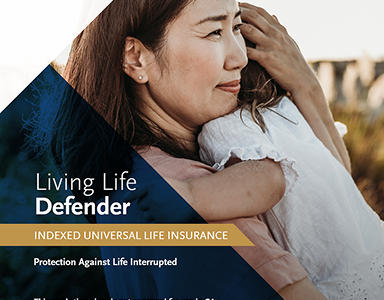 Living Life
Defender
INDEXED UNIVERSAL LIFE INSURANCE
Protection Against Life Interrupted